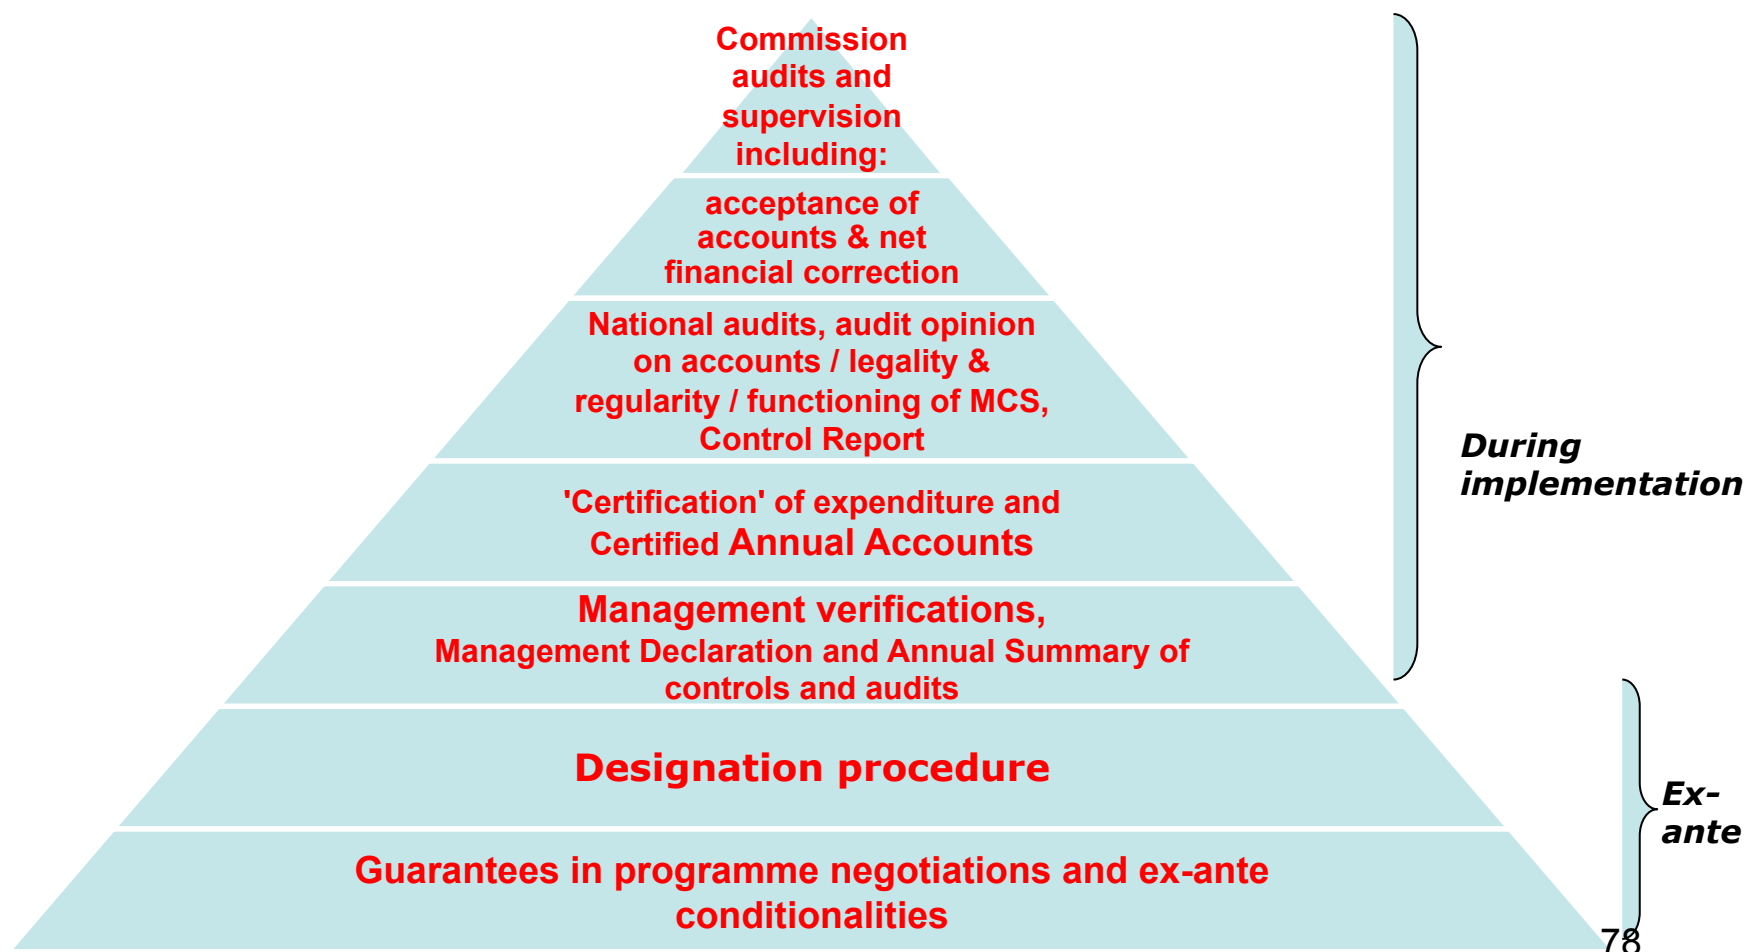 Commission
audits and
supervision
including:
acceptance of
accounts & net
financial correction
National audits, audit opinion
on accounts / legality &
regularity / functioning of MCS,
Control Report
'Certification' of expenditure and
Certified Annual Accounts
Management verifications,
Management Declaration and Annual Summary of
controls and audits
Designation procedure
Guarantees in programme negotiations and ex-ante
conditionalities
During
implementation
Ex-
ante
78